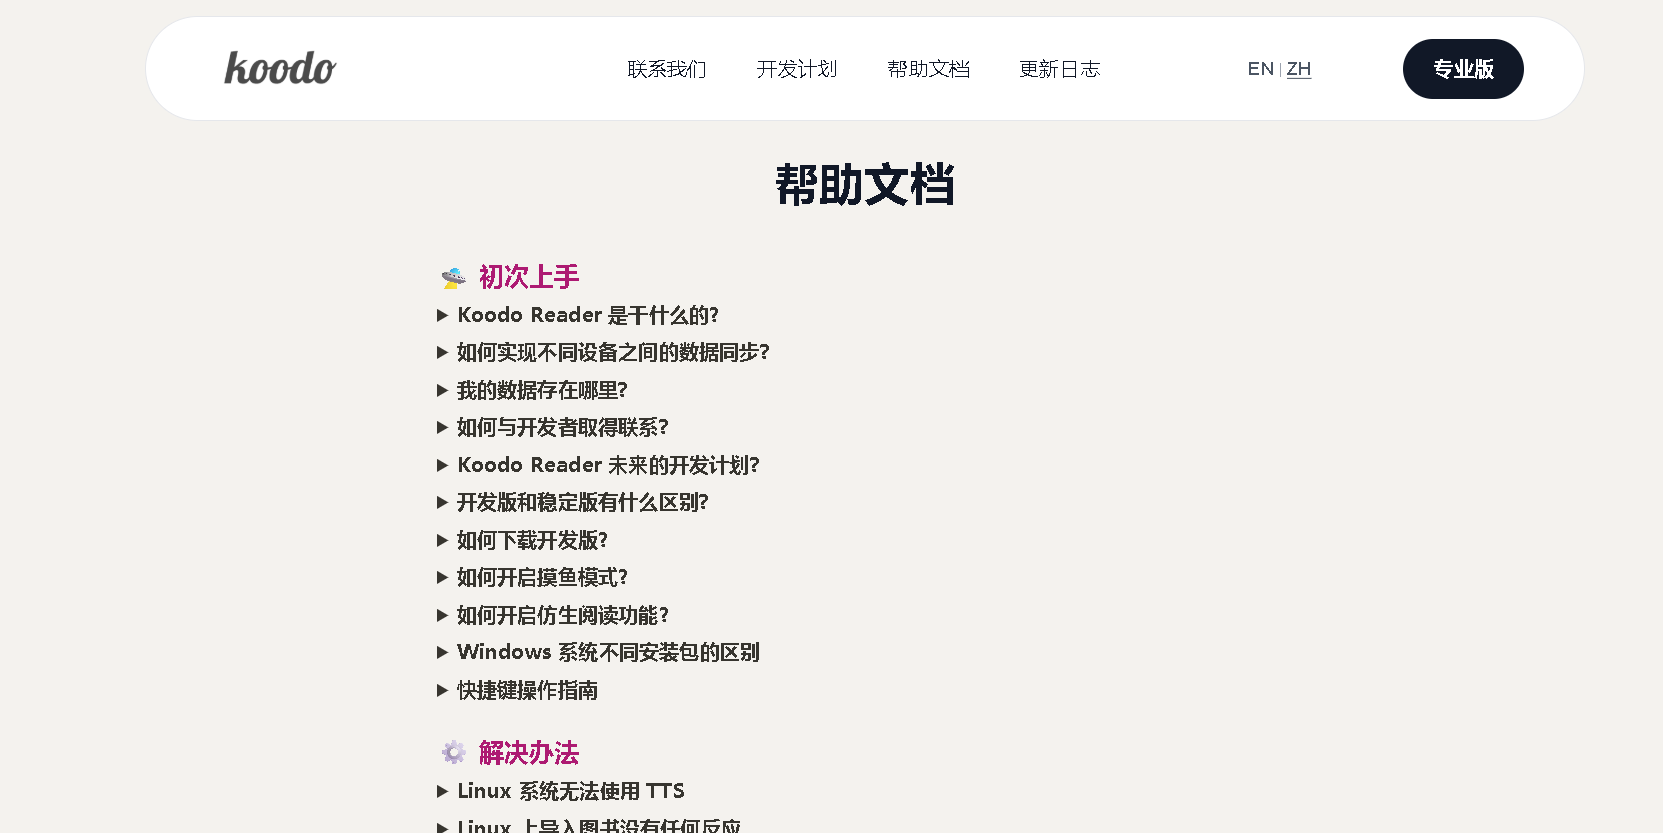 koodo
联系我们 开发计划 帮助文档 更新日志 EN | ZH 专业版
帮助文档
初次上手
Koodo Reader 是干什么的?
如何实现不同设备之间的数据同步?
我的数据存在哪里?
如何与开发者取得联系?
Koodo Reader 未来的开发计划?
开发版和稳定版有什么区别?
如何下载开发版?
如何开启摸鱼模式?
如何开启仿生阅读功能?
Windows 系统不同安装包的区别
快捷键操作指南
解决办法
Linux 系统无法使用 TTS
Linux 上导入图书没有任何反应